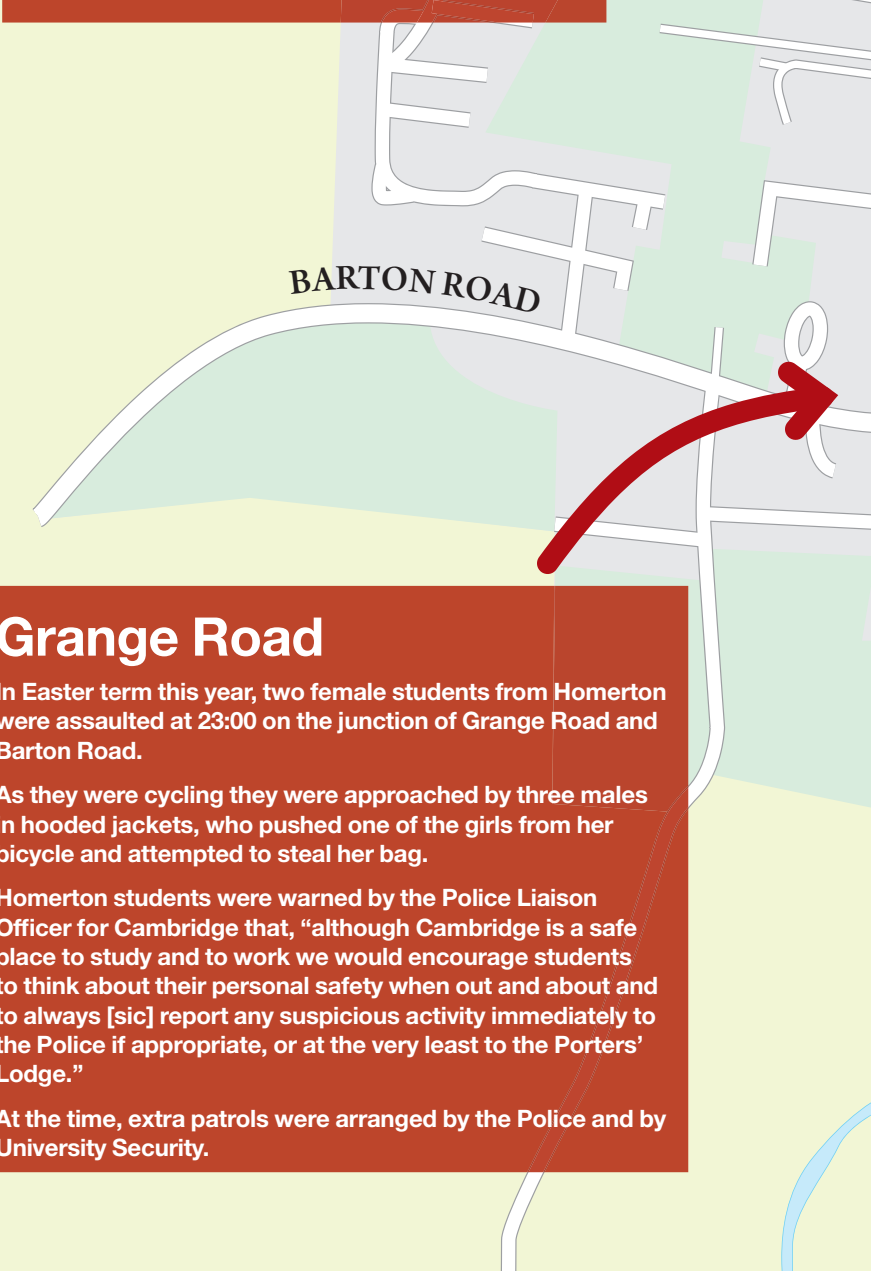 BARTON ROAD
Grange Road
In Easter term this year, two female students from Homerton
were assaulted at 23:00 on the junction of Grange Road and
Barton Road.
As they were cycling they were approached by three males
in hooded jackets, who pushed one of the girls from her
bicycle and attempted to steal her bag.
Homerton students were warned by the Police Liaison
Officer for Cambridge that, “although Cambridge is a safe
place to study and to work we would encourage students
to think about their personal safety when out and about and
to always [sic] report any suspicious activity immediately to
the Police if appropriate, or at the very least to the Porters’
Lodge.”
At the time, extra patrols were arranged by the Police and by
University Security.